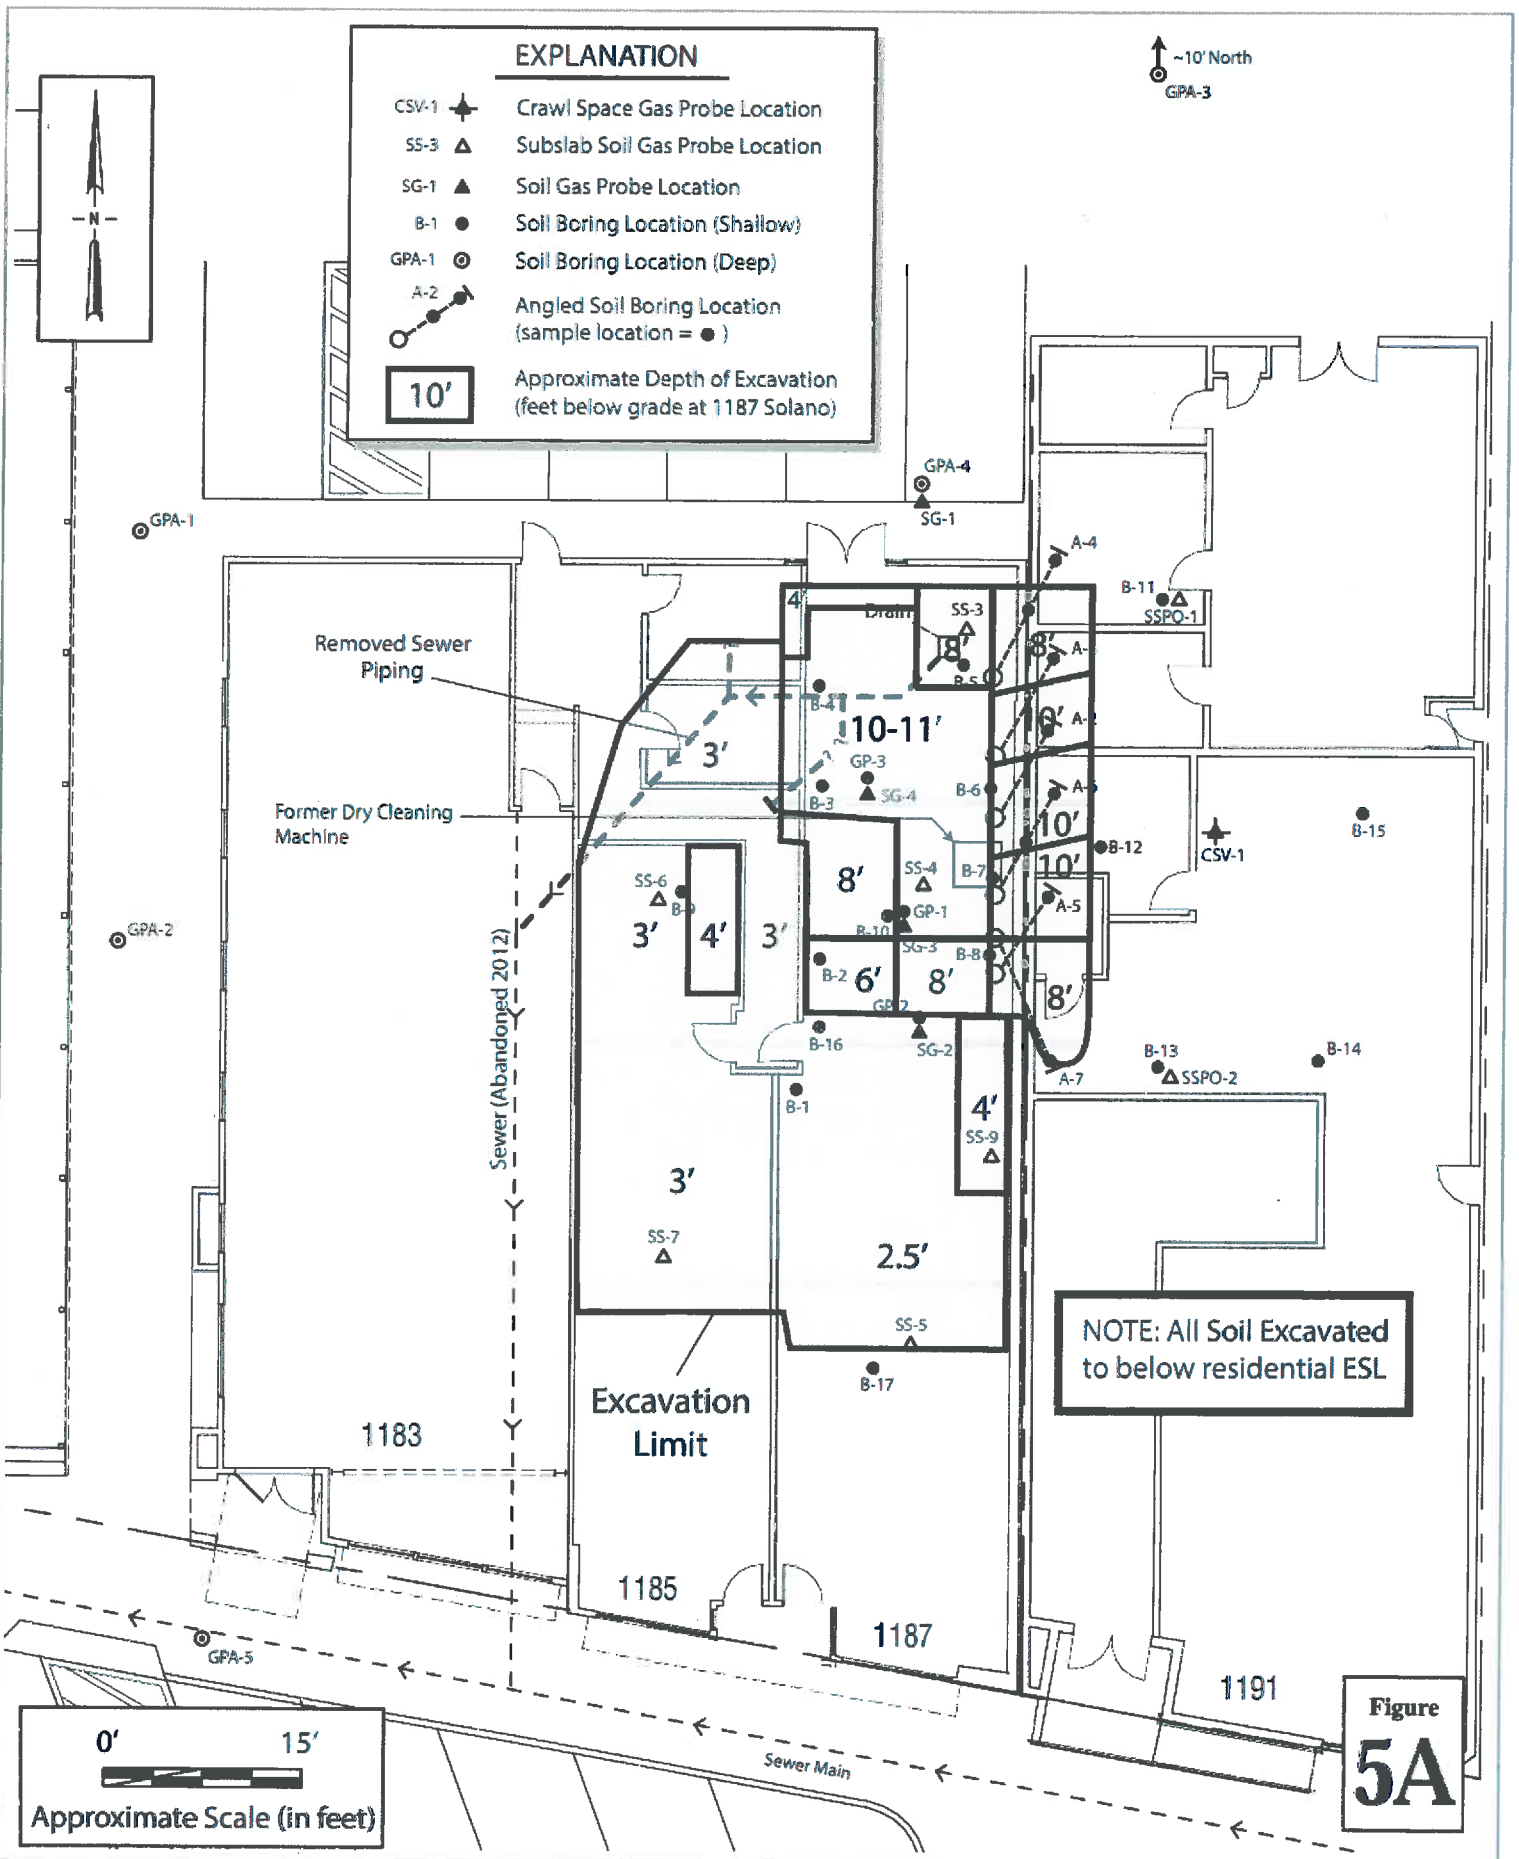 EXPLANATION
CSV-1 Crawl Space Gas Probe Location
SS-3 Subslab Soil Gas Probe Location
SG-1 Soil Gas Probe Location
B-1 Soil Boring Location (Shallow)
GPA-1 Soil Boring Location (Deep)
A-2 Angled Soil Boring Location
(sample location = ● )
10' Approximate Depth of Excavation
(feet below grade at 1187 Solano)
~10' North
GPA-3
N
GPA-4
SG-1
GPA-1
A-4
B-11
SSPO-1
4'
Drain
SS-3
8'
B-5
8'
Removed Sewer
Piping
B-4
10-11'
10'
3'
GP-3
SG-4
B-3
B-6
Former Dry Cleaning
Machine
10'
B-12
CSV-1
B-15
8'
SS-4
B-7
10'
SS-6
B-9
GP-1
B-10
A-5
GPA-2
3'
4'
3'
SG-3
B-8
B-2
6'
8'
8'
GP-2
B-16
SG-2
B-13
SSPO-2
B-14
A-7
B-1
4'
SS-9
Sewer (Abandoned 2012)
3'
SS-7
2.5'
SS-5
NOTE: All Soil Excavated
to below residential ESL
B-17
Excavation
Limit
1183
1185
1187
1191
GPA-5
Sewer Main
0' 15'
Approximate Scale (in feet)
Figure
5A